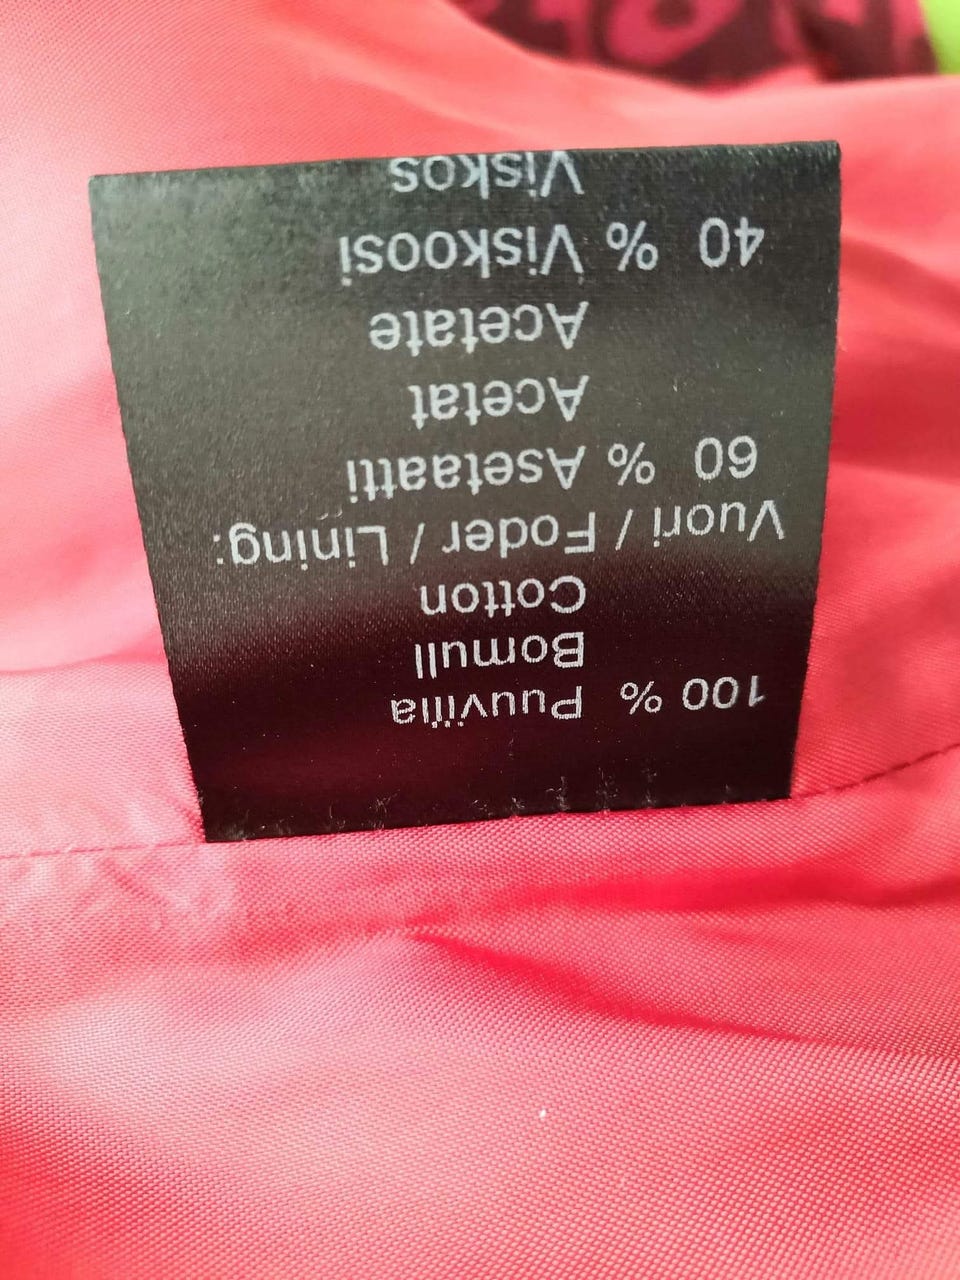 100 % Puuvilla
Bomull
Cotton
Vuori / Foder / Lining:
60 % Asetaatti
Acetat
Acetate
40 % Viskoosi
Viskos